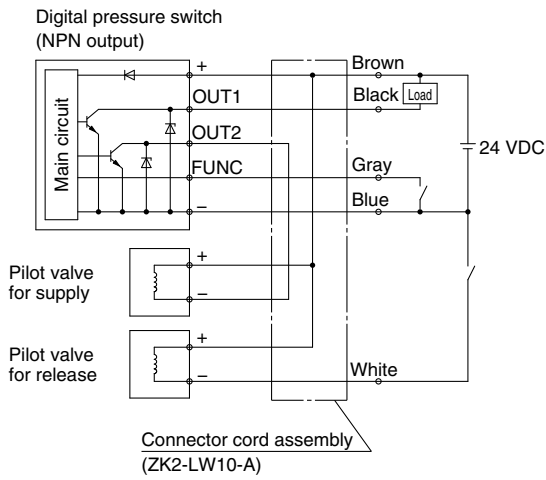 Digital pressure switch
(NPN output)
Main circuit
+
OUT1
OUT2
FUNC
−
Brown
Black
Load
Gray
Blue
24 VDC
Pilot valve
for supply
+
−
Pilot valve
for release
+
−
White
Connector cord assembly
(ZK2-LW10-A)